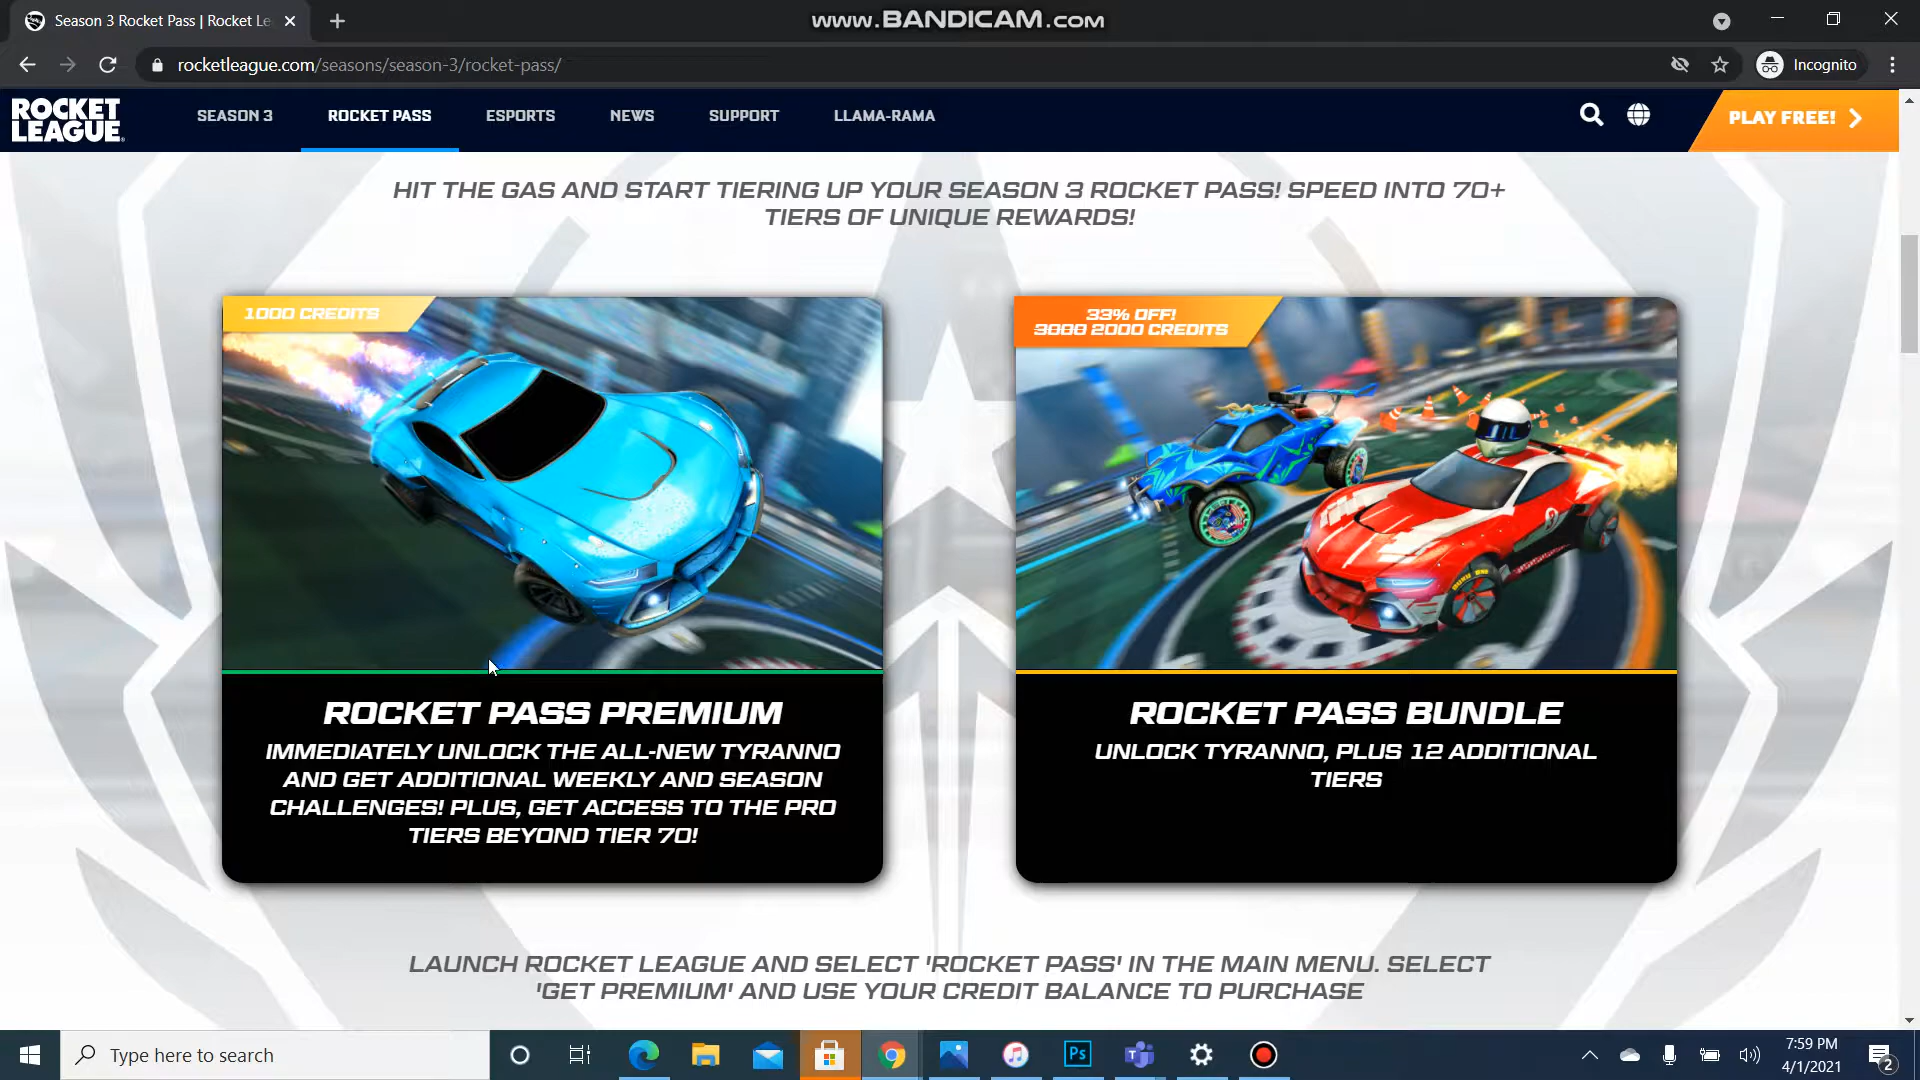 Season 3 Rocket Pass | Rocket Le
www.BANDICAM.com
rocketleague.com/seasons/season-3/rocket-pass/
Incognito
ROCKET
LEAGUE
SEASON 3
ROCKET PASS
ESPORTS
NEWS
SUPPORT
LLAMA-RAMA
PLAY FREE!
HIT THE GAS AND START TIERING UP YOUR SEASON 3 ROCKET PASS! SPEED INTO 70+
TIERS OF UNIQUE REWARDS!
1000 CREDITS
33% OFF!
3000 2000 CREDITS
ROCKET PASS PREMIUM
IMMEDIATELY UNLOCK THE ALL-NEW TYRANNO
AND GET ADDITIONAL WEEKLY AND SEASON
CHALLENGES! PLUS, GET ACCESS TO THE PRO
TIERS BEYOND TIER 70!
ROCKET PASS BUNDLE
UNLOCK TYRANNO, PLUS 12 ADDITIONAL
TIERS
LAUNCH ROCKET LEAGUE AND SELECT 'ROCKET PASS' IN THE MAIN MENU. SELECT
'GET PREMIUM' AND USE YOUR CREDIT BALANCE TO PURCHASE
Type here to search
Ps
7:59 PM
4/1/2021
2